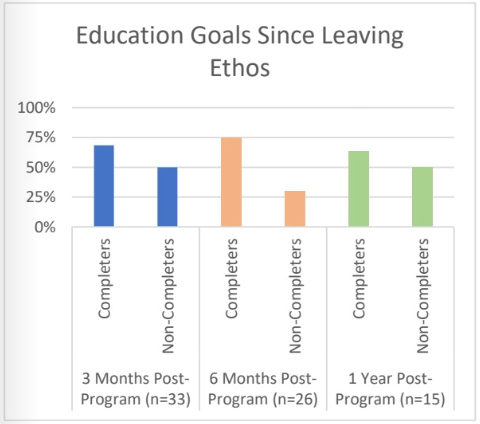 Education Goals Since Leaving
Ethos
100%
75%
50%
25%
0%
Completers
Non-Completers
Completers
Non-Completers
Completers
Non-Completers
3 Months Post-
Program (n=33)
6 Months Post-
Program (n=26)
1 Year Post-
Program (n=15)